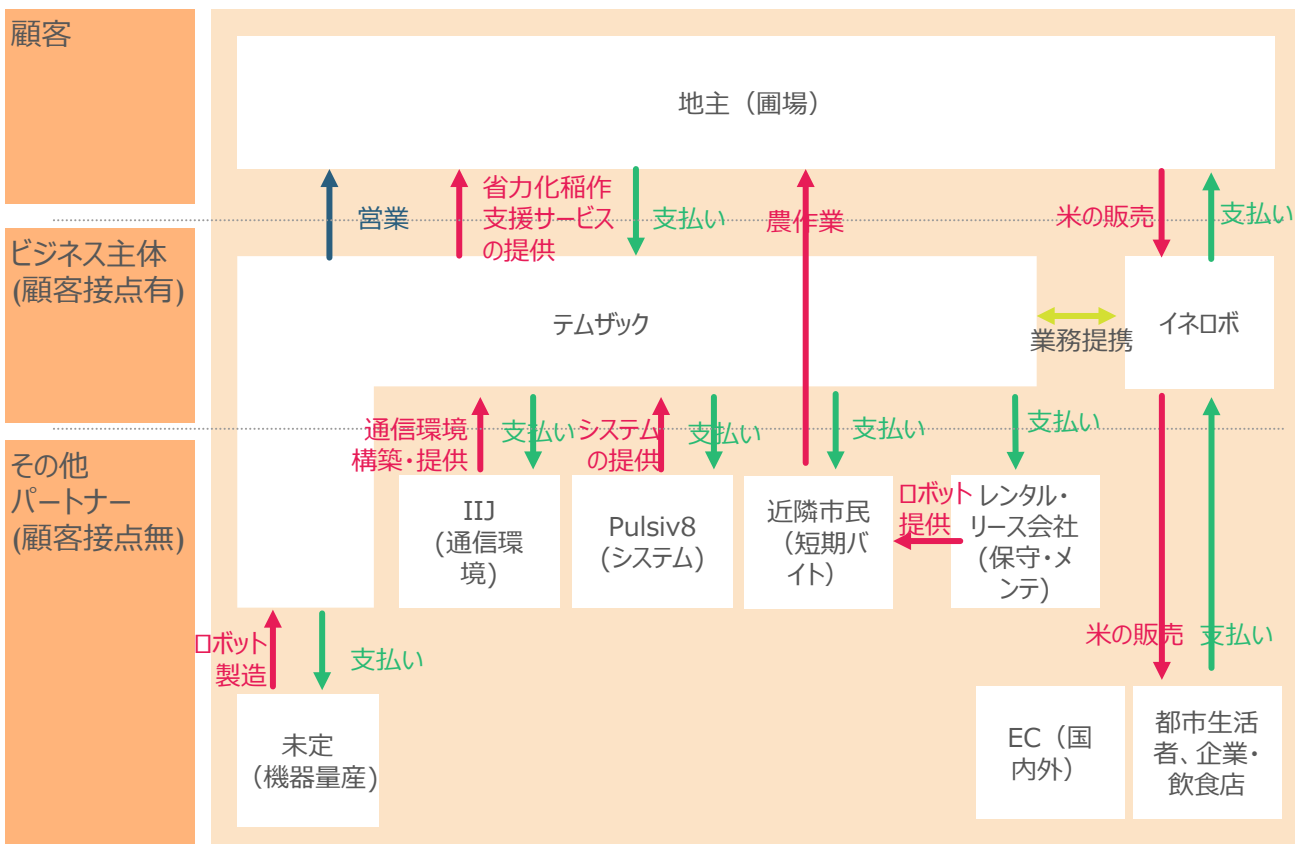 顧客
地主（圃場）
営業
省力化稲作
支援サービス
の提供
支払い
農作業
米の販売
支払い
ビジネス主体
(顧客接点有)
テムザック
業務提携
イネロボ
通信環境
構築・提供
支払い
システム
の提供
支払い
支払い
支払い
その他
パートナー
(顧客接点無)
IIJ
(通信環
境)
Pulsiv8
(システム)
近隣市民
（短期バ
イト）
ロボット
提供
レンタル・
リース会社
(保守・メ
ンテ)
ロボット
製造
支払い
米の販売
支払い
未定
（機器量産）
EC（国
内外）
都市生活
者、企業・
飲食店